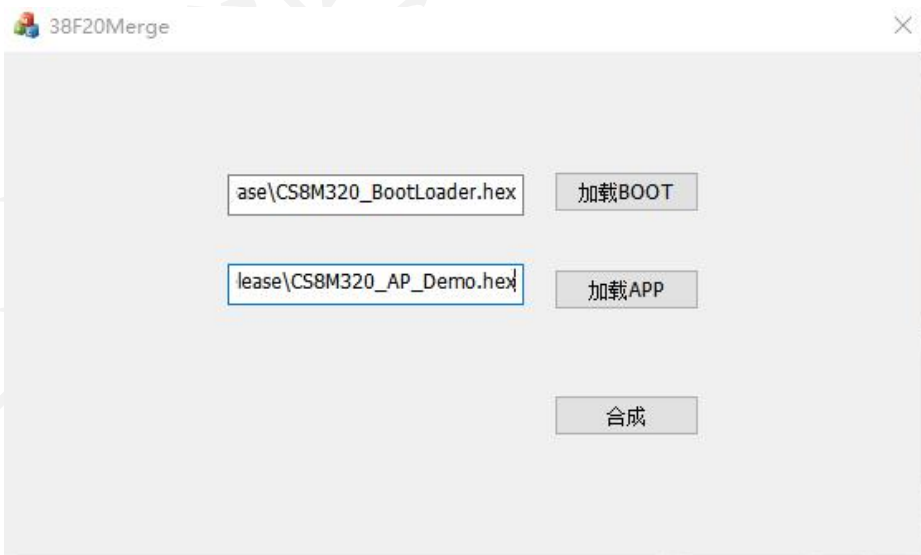 38F20Merge
ase\CS8M320_BootLoader.hex 加载BOOT
lease\CS8M320_AP_Demo.hex 加载APP
合成